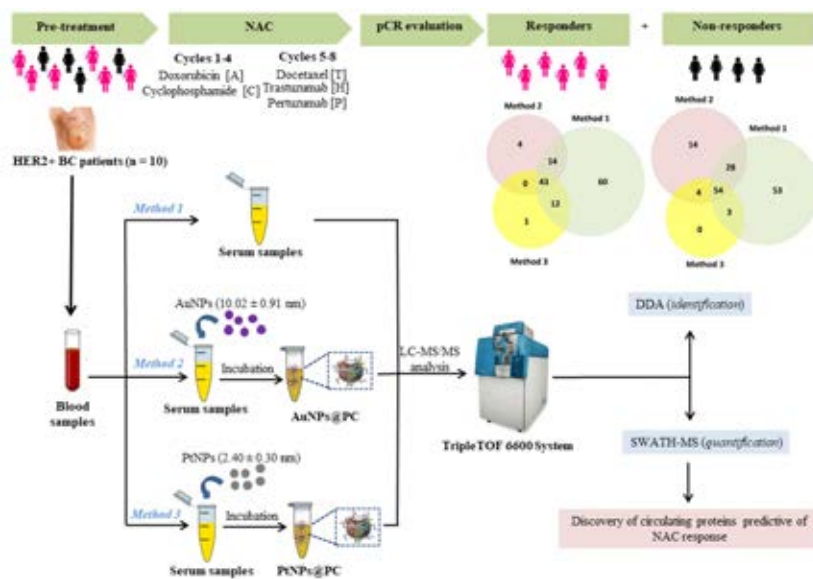 Pre-treatment
NAC
pCR evaluation
Responders
+
Non-responders
Cycles 1-4
Doxorubicin [A]
Cyclophosphamide [C]
Cycles 5-8
Docetaxel [T]
Trastuzumab [H]
Pertuzumab [P]
HER2+ BC patients (n = 10)
Method 2
Method 1
4
14
0
43
60
12
1
Method 3
Method 2
Method 1
14
28
4
54
53
3
0
Method 3
Method 1
Serum samples
AuNPs (10.02 ± 0.91 nm)
Method 2
Incubation
Serum samples
AuNPs@PC
Blood
samples
PtNPs (2.40 ± 0.30 nm)
Method 3
Incubation
Serum samples
PtNPs@PC
LC-MS/MS
analysis
TripleTOF 6600 System
DDA (identification)
SWATH-MS (quantification)
Discovery of circulating proteins predictive of
NAC response